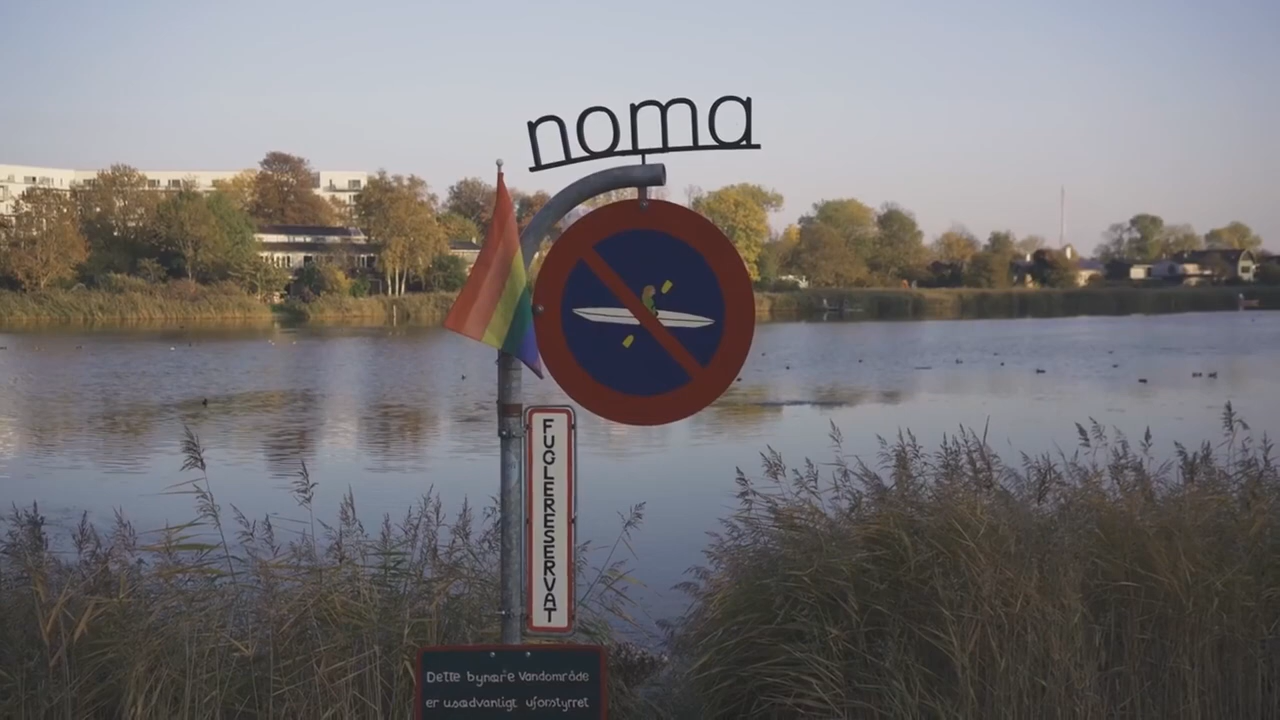 noma
FUGLERESERVAT
Dette bynære Vandområde
er usædvanligt uforstyrret